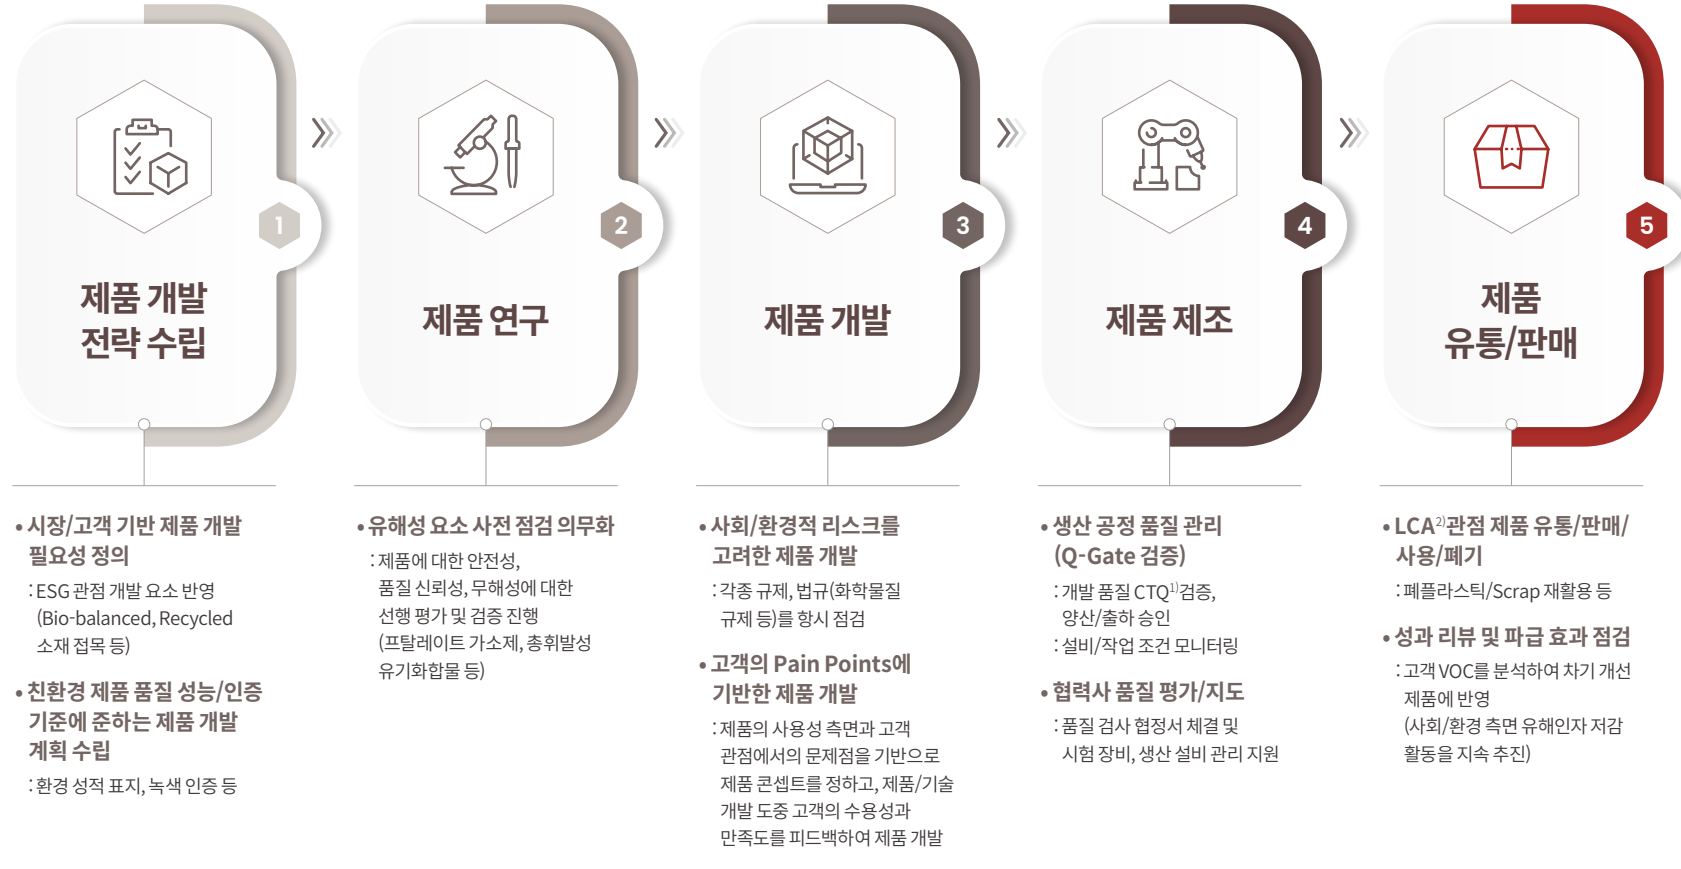 1
제품 개발
전략 수립
• 시장/고객 기반 제품 개발
필요성 정의
: ESG 관점 개발 요소 반영
(Bio-balanced, Recycled
소재 접목 등)
• 친환경 제품 품질 성능/인증
기준에 준하는 제품 개발
계획 수립
: 환경 성적 표지, 녹색 인증 등
2
제품 연구
• 유해성 요소 사전 점검 의무화
: 제품에 대한 안전성,
품질 신뢰성, 무해성에 대한
선행 평가 및 검증 진행
(프탈레이트 가소제, 총휘발성
유기화합물 등)
3
제품 개발
• 사회/환경적 리스크를
고려한 제품 개발
: 각종 규제, 법규(화학물질
규제 등)를 항시 점검
• 고객의 Pain Points에
기반한 제품 개발
: 제품의 사용성 측면과 고객
관점에서의 문제점을 기반으로
제품 콘셉트를 정하고, 제품/기술
개발 도중 고객의 수용성과
만족도를 피드백하여 제품 개발
4
제품 제조
• 생산 공정 품질 관리
(Q-Gate 검증)
: 개발 품질 CTQ1)검증,
양산/출하 승인
: 설비/작업 조건 모니터링
• 협력사 품질 평가/지도
: 품질 검사 협정서 체결 및
시험 장비, 생산 설비 관리 지원
5
제품
유통/판매
• LCA2)관점 제품 유통/판매/
사용/폐기
: 폐플라스틱/Scrap 재활용 등
• 성과 리뷰 및 파급 효과 점검
: 고객 VOC를 분석하여 차기 개선
제품에 반영
(사회/환경 측면 유해인자 저감
활동을 지속 추진)